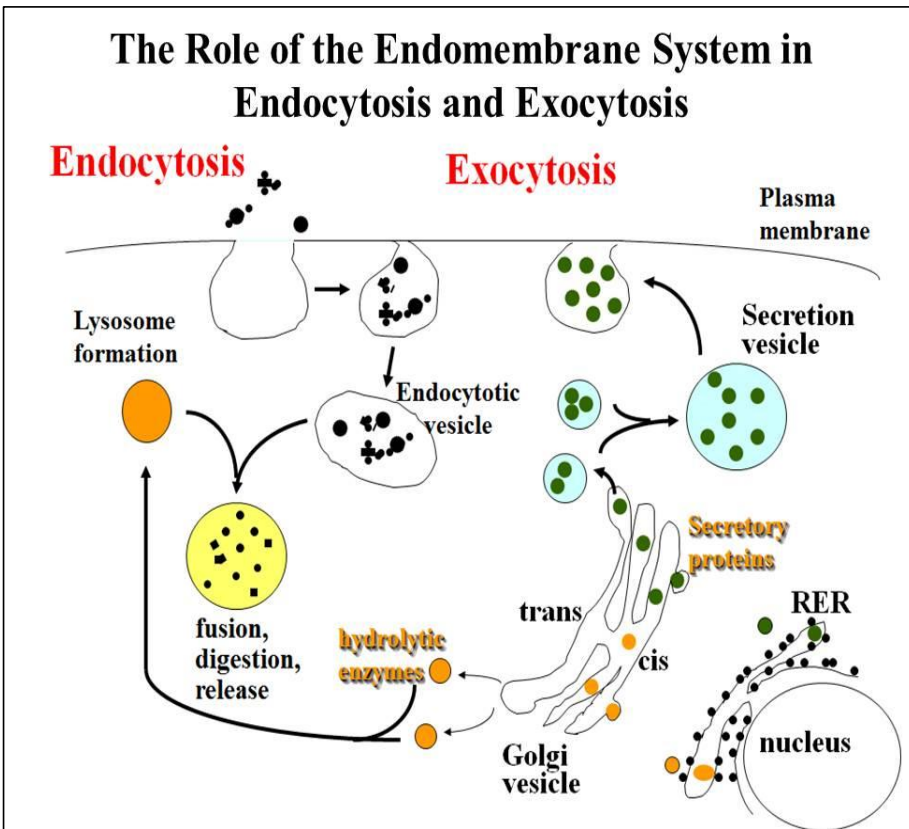 The Role of the Endomembrane System in
Endocytosis and Exocytosis
Endocytosis
Exocytosis
Plasma
membrane
Lysosome
formation
Secretion
vesicle
Endocytotic
vesicle
Secretory
proteins
trans
RER
fusion,
digestion,
release
hydrolytic
enzymes
cis
Golgi
vesicle
nucleus